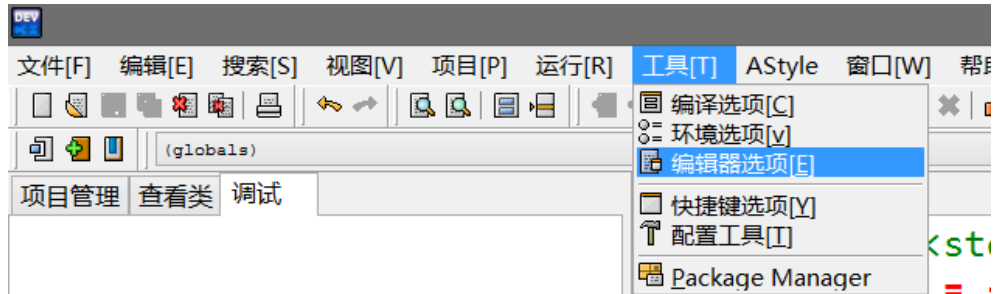 DEV
文件[F] 编辑[E] 搜索[S] 视图[V] 项目[P] 运行[R] 工具[T] AStyle 窗口[W] 帮
编译选项[C]
(globals)
环境选项[v]
编辑器选项[E]
项目管理 查看类 调试
快捷键选项[Y]
配置工具[T]
<st
Package Manager
=